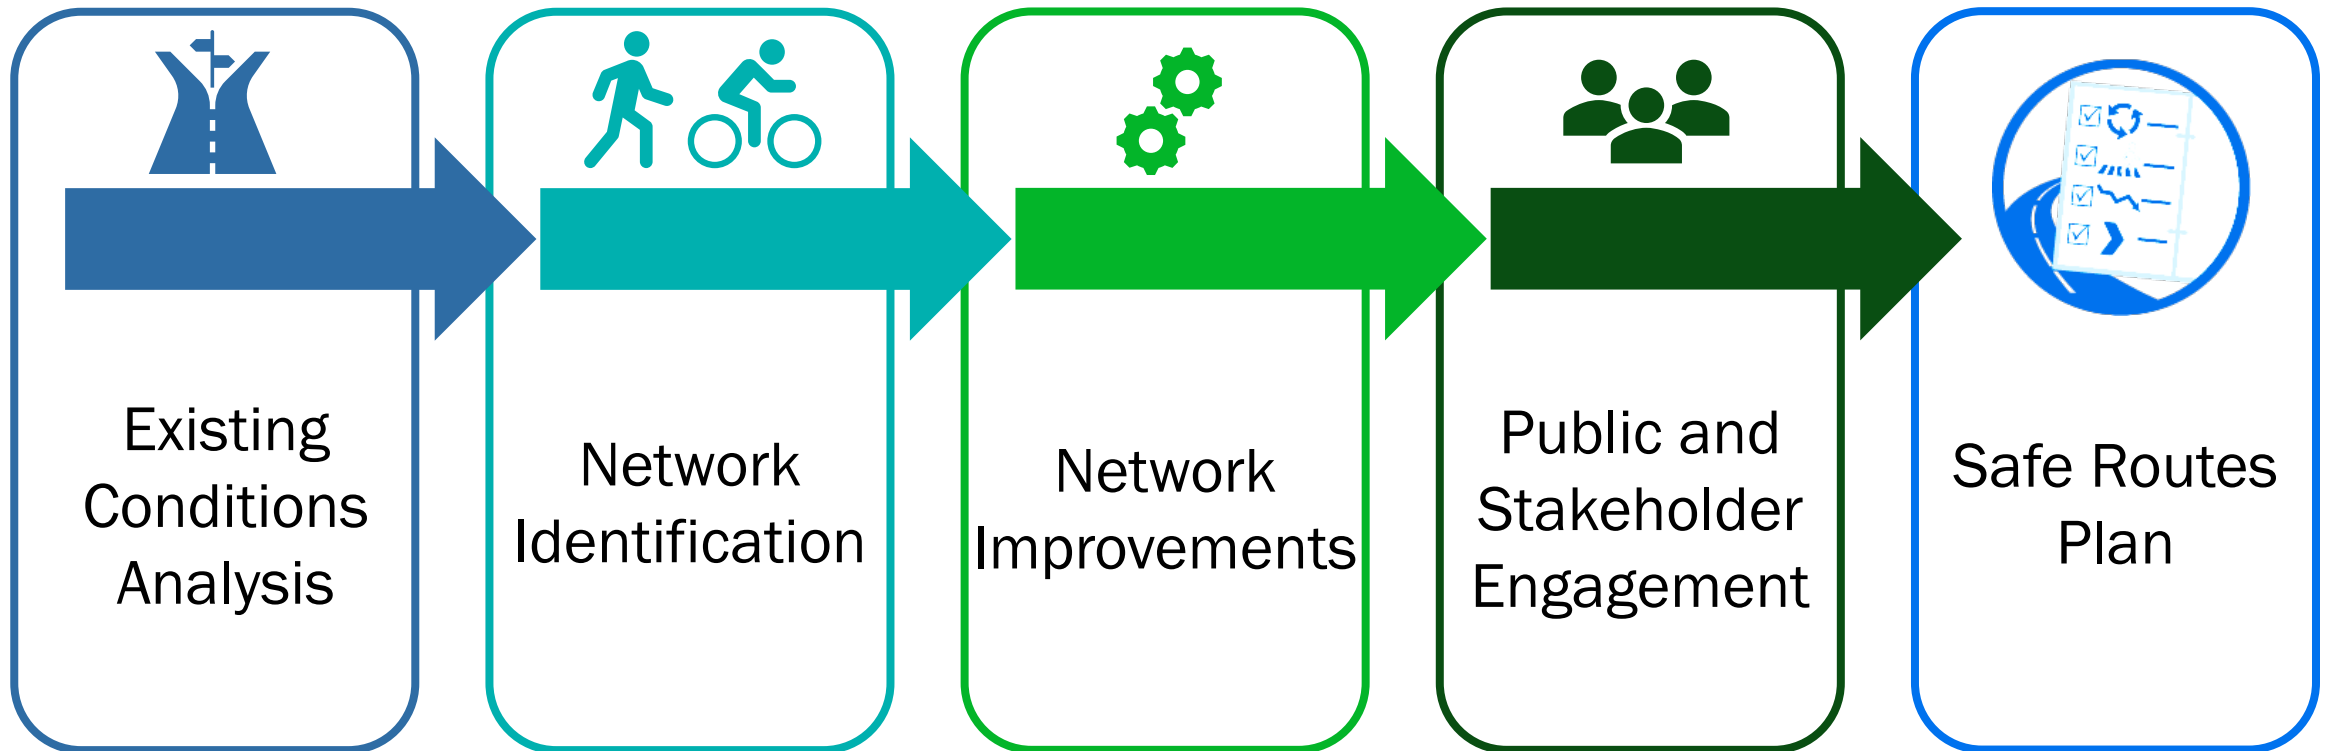 Existing
Conditions
Analysis
Network
Identification
Network
Improvements
Public and
Stakeholder
Engagement
Safe Routes
Plan